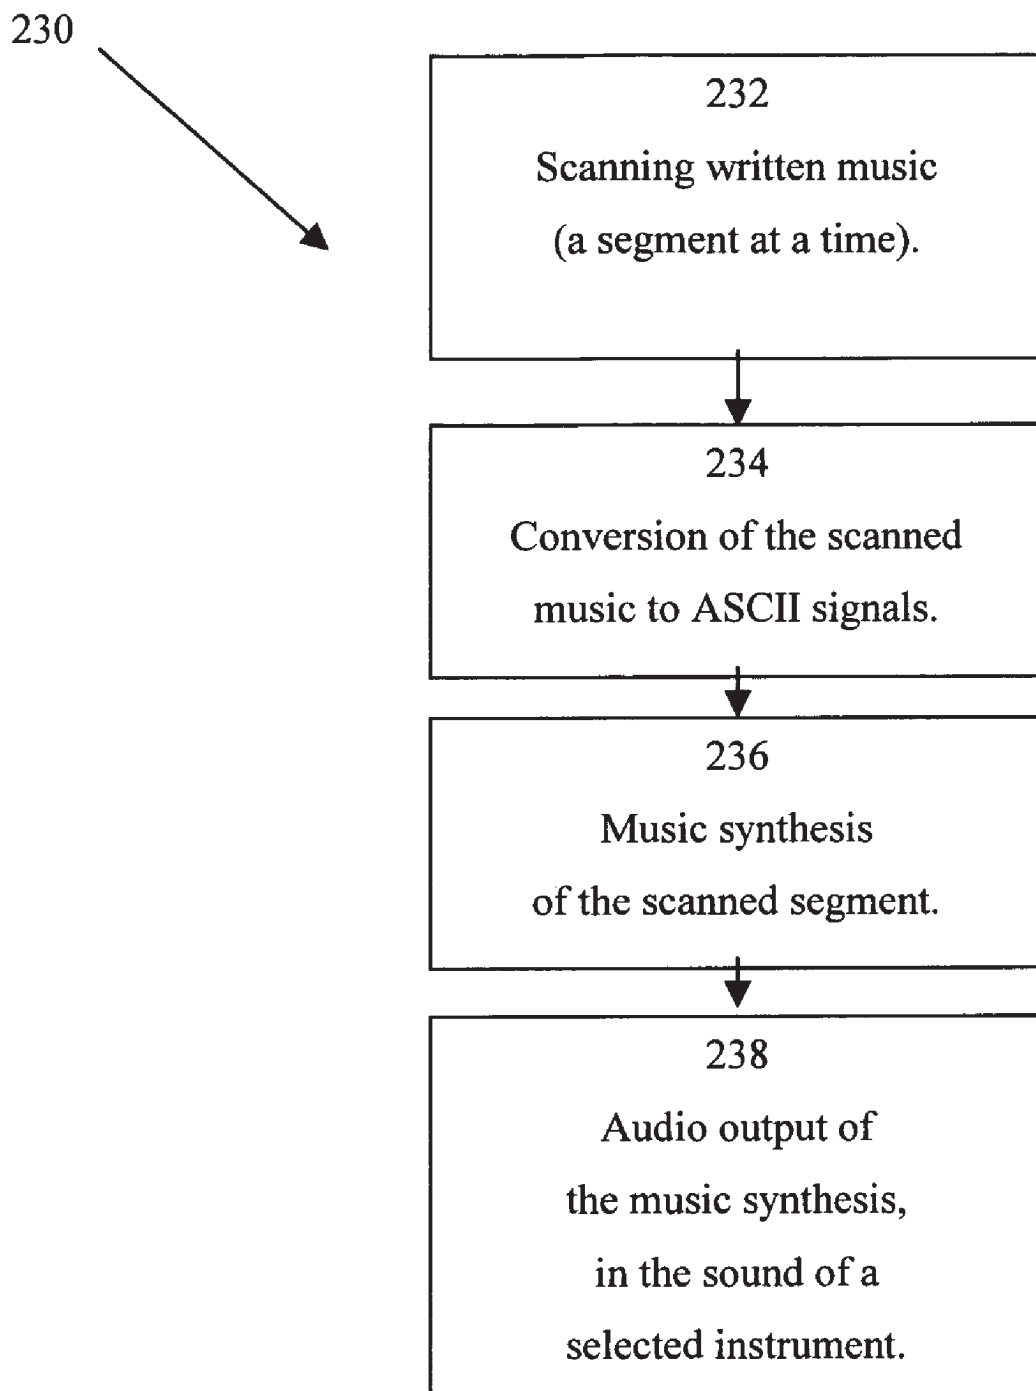 230
232
Scanning written music
(a segment at a time).
234
Conversion of the scanned
music to ASCII signals.
236
Music synthesis
of the scanned segment.
238
Audio output of
the music synthesis,
in the sound of a
selected instrument.